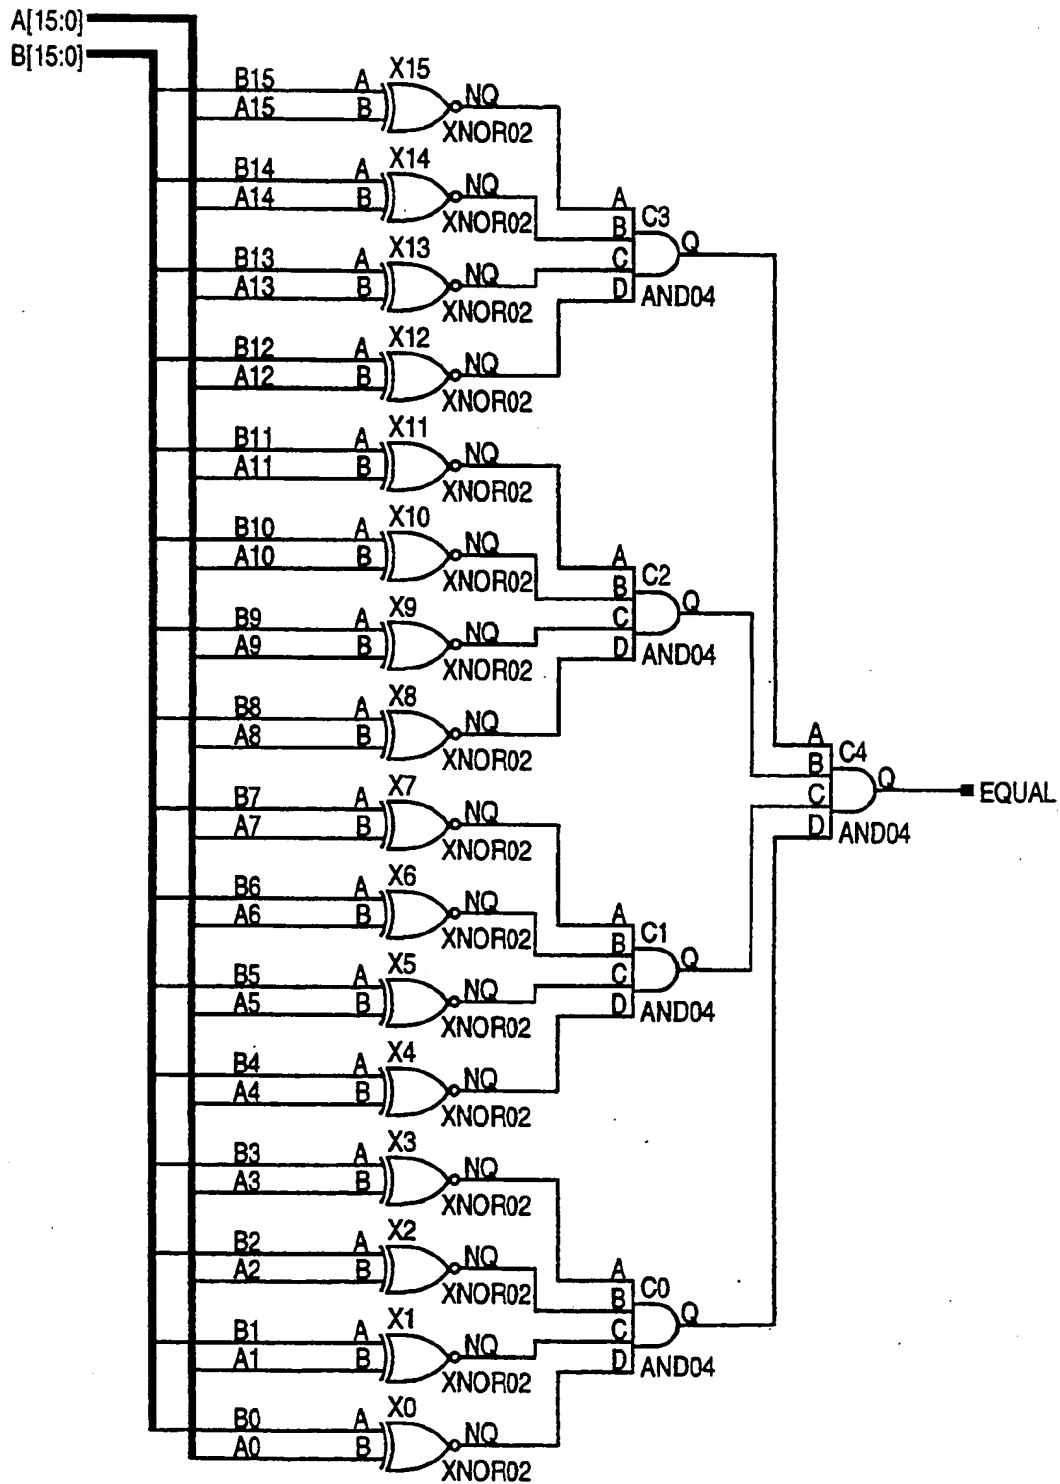 A[15:0]
B[15:0]
B15 A X15 NQ
A15 B XNOR02
B14 A X14 NQ
A14 B XNOR02
B13 A X13 NQ
A13 B XNOR02
B12 A X12 NQ
A12 B XNOR02
A
B
C
D
C3
Q
AND04
B11 A X11 NQ
A11 B XNOR02
B10 A X10 NQ
A10 B XNOR02
B9 A X9 NQ
A9 B XNOR02
B8 A X8 NQ
A8 B XNOR02
A
B
C
D
C2
Q
AND04
B7 A X7 NQ
A7 B XNOR02
B6 A X6 NQ
A6 B XNOR02
B5 A X5 NQ
A5 B XNOR02
B4 A X4 NQ
A4 B XNOR02
A
B
C
D
C1
Q
AND04
B3 A X3 NQ
A3 B XNOR02
B2 A X2 NQ
A2 B XNOR02
B1 A X1 NQ
A1 B XNOR02
B0 A X0 NQ
A0 B XNOR02
A
B
C
D
C0
Q
AND04
A
B
C
D
C4
Q
AND04
EQUAL